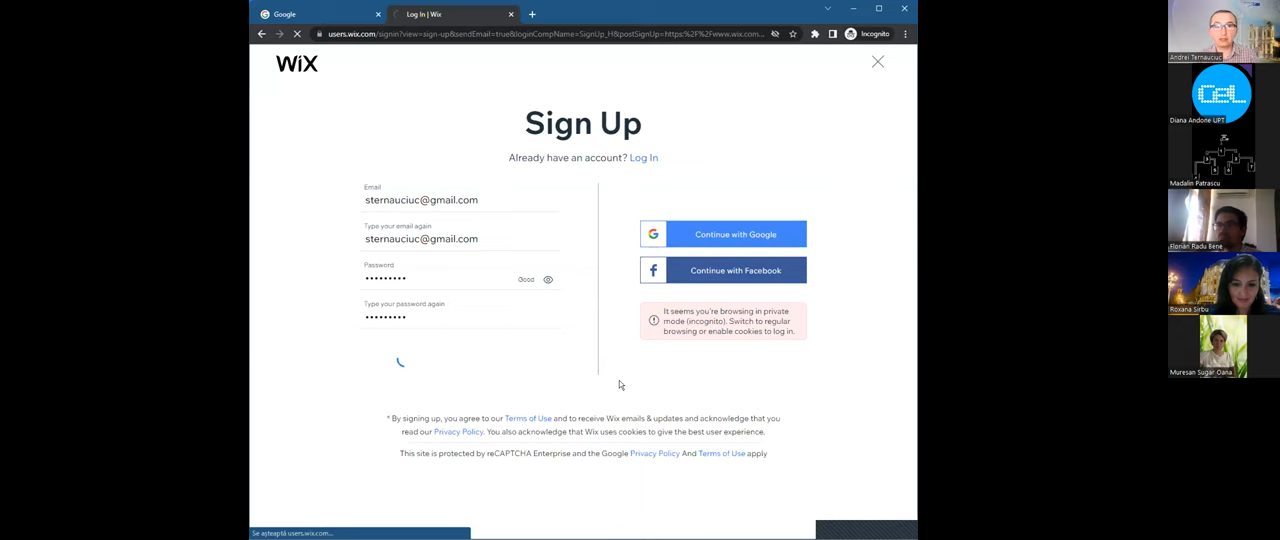 Google
Log In | Wix
users.wix.com/signin?view=sign-up&sendEmail=true&loginCompName=SignUp_H&postSignUp=https:%2F%2Fwww.wix.com...
Incognito
WiX
Sign Up
Already have an account? Log In
Email
sternauciuc@gmail.com
Type your email again
sternauciuc@gmail.com
Password
Good
Type your password again
Continue with Google
Continue with Facebook
It seems you're browsing in private
mode (incognito). Switch to regular
browsing or enable cookies to log in.
* By signing up, you agree to our Terms of Use and to receive Wix emails & updates and acknowledge that you
read our Privacy Policy. You also acknowledge that Wix uses cookies to give the best user experience.
This site is protected by reCAPTCHA Enterprise and the Google Privacy Policy And Terms of Use apply
Se așteaptă users.wix.com...
Andrei Ternauciuc
CeL
Diana Andone UPT
Madalin Patrascu
Florian Radu Bene
Roxana Sirbu
Muresan Sugar Oana